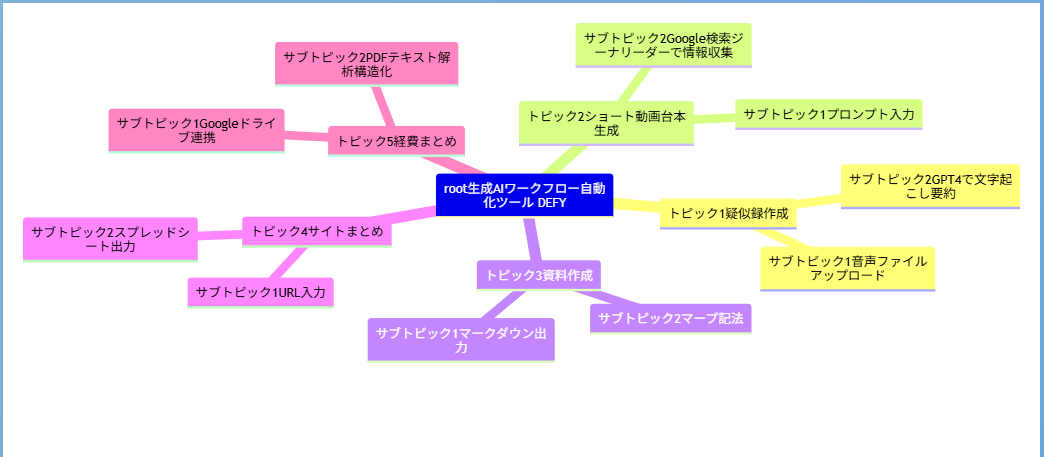 サブトピック2Google検索ジ
ーナリーダーで情報収集
サブトピック2PDFテキスト解
析構造化
トピック2ショート動画台本
生成
サブトピック1プロンプト入力
サブトピック1Googleドライ
ブ連携
トピック5経費まとめ
root生成AIワークフロー自動
化ツール DEFY
サブトピック2GPT4で文字起
こし要約
トピック1疑似録作成
サブトピック2スプレッドシ
ート出力
トピック4サイトまとめ
サブトピック1音声ファイル
アップロード
トピック3資料作成
サブトピック1URL入力
サブトピック2マープ記法
サブトピック1マークダウン出
力